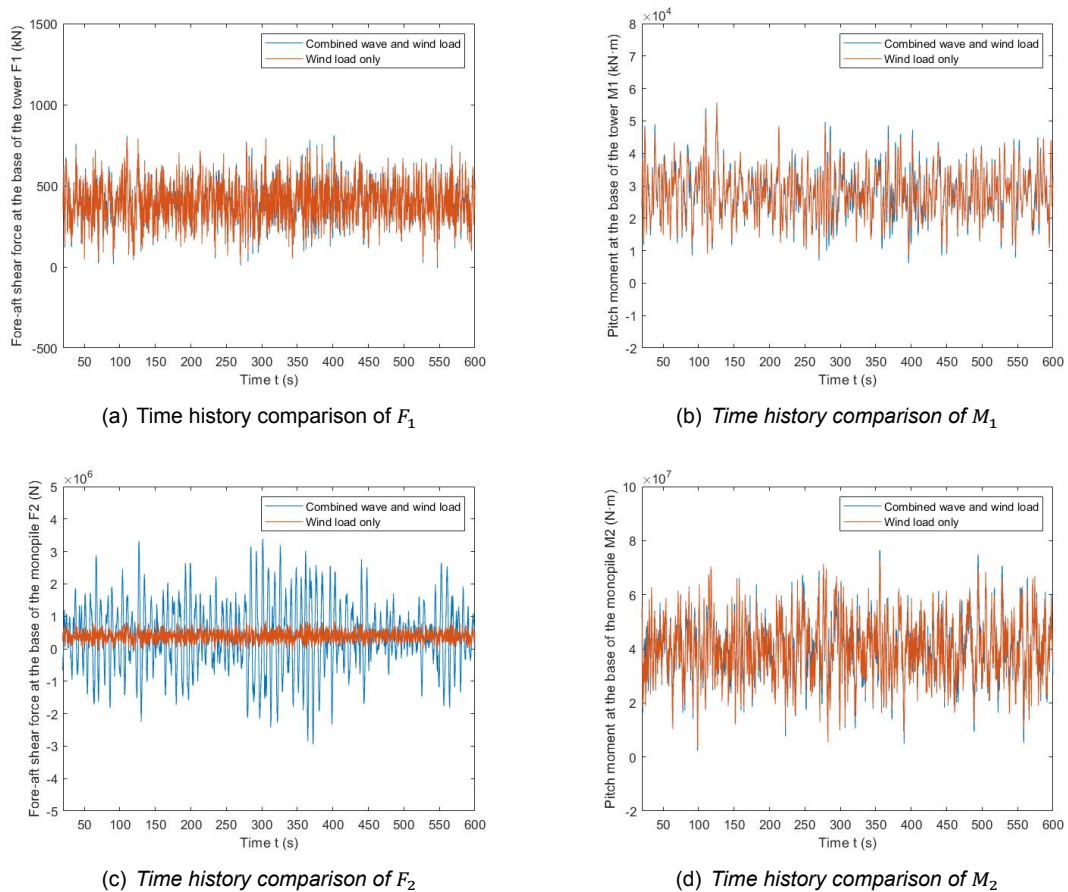 Fore-aft shear force at the base of the tower F1 (kN)
1500
1000
500
0
-500
Combined wave and wind load
Wind load only
50 100 150 200 250 300 350 400 450 500 550 600
Time t (s)
(a) Time history comparison of F₁
Pitch moment at the base of the tower M1 (kN·m)
×10⁴
8
7
6
5
4
3
2
1
0
-1
-2
Combined wave and wind load
Wind load only
50 100 150 200 250 300 350 400 450 500 550 600
Time t (s)
(b) Time history comparison of M₁
Fore-aft shear force at the base of the monopile F2 (N)
×10⁶
5
4
3
2
1
0
-1
-2
-3
-4
-5
Combined wave and wind load
Wind load only
50 100 150 200 250 300 350 400 450 500 550 600
Time t (s)
(c) Time history comparison of F₂
Pitch moment at the base of the monopile M2 (N·m)
×10⁷
10
8
6
4
2
0
-2
Combined wave and wind load
Wind load only
50 100 150 200 250 300 350 400 450 500 550 600
Time t (s)
(d) Time history comparison of M₂